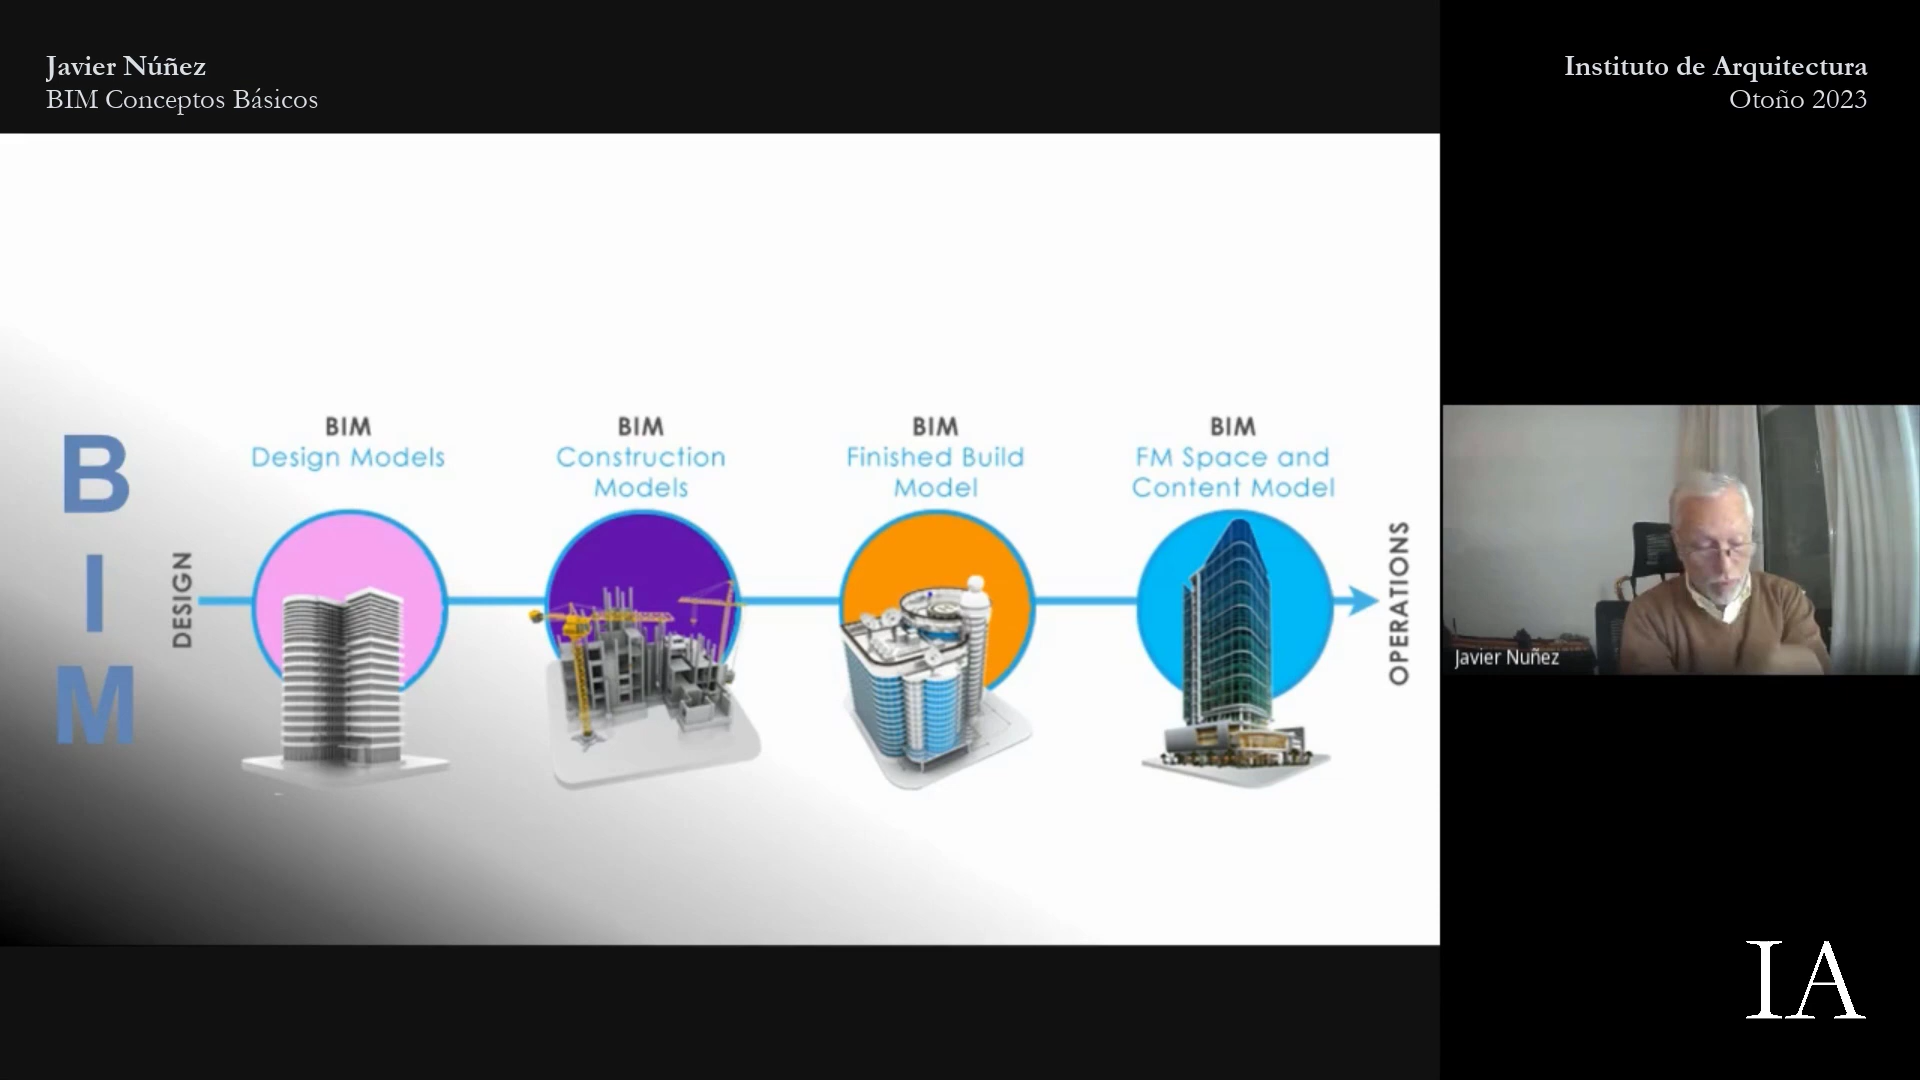 Javier Núñez
BIM Conceptos Básicos
Instituto de Arquitectura
Otoño 2023
BIM
DESIGN
BIM
Design Models
BIM
Construction
Models
BIM
Finished Build
Model
BIM
FM Space and
Content Model
OPERATIONS
Javier Nuñez
IA